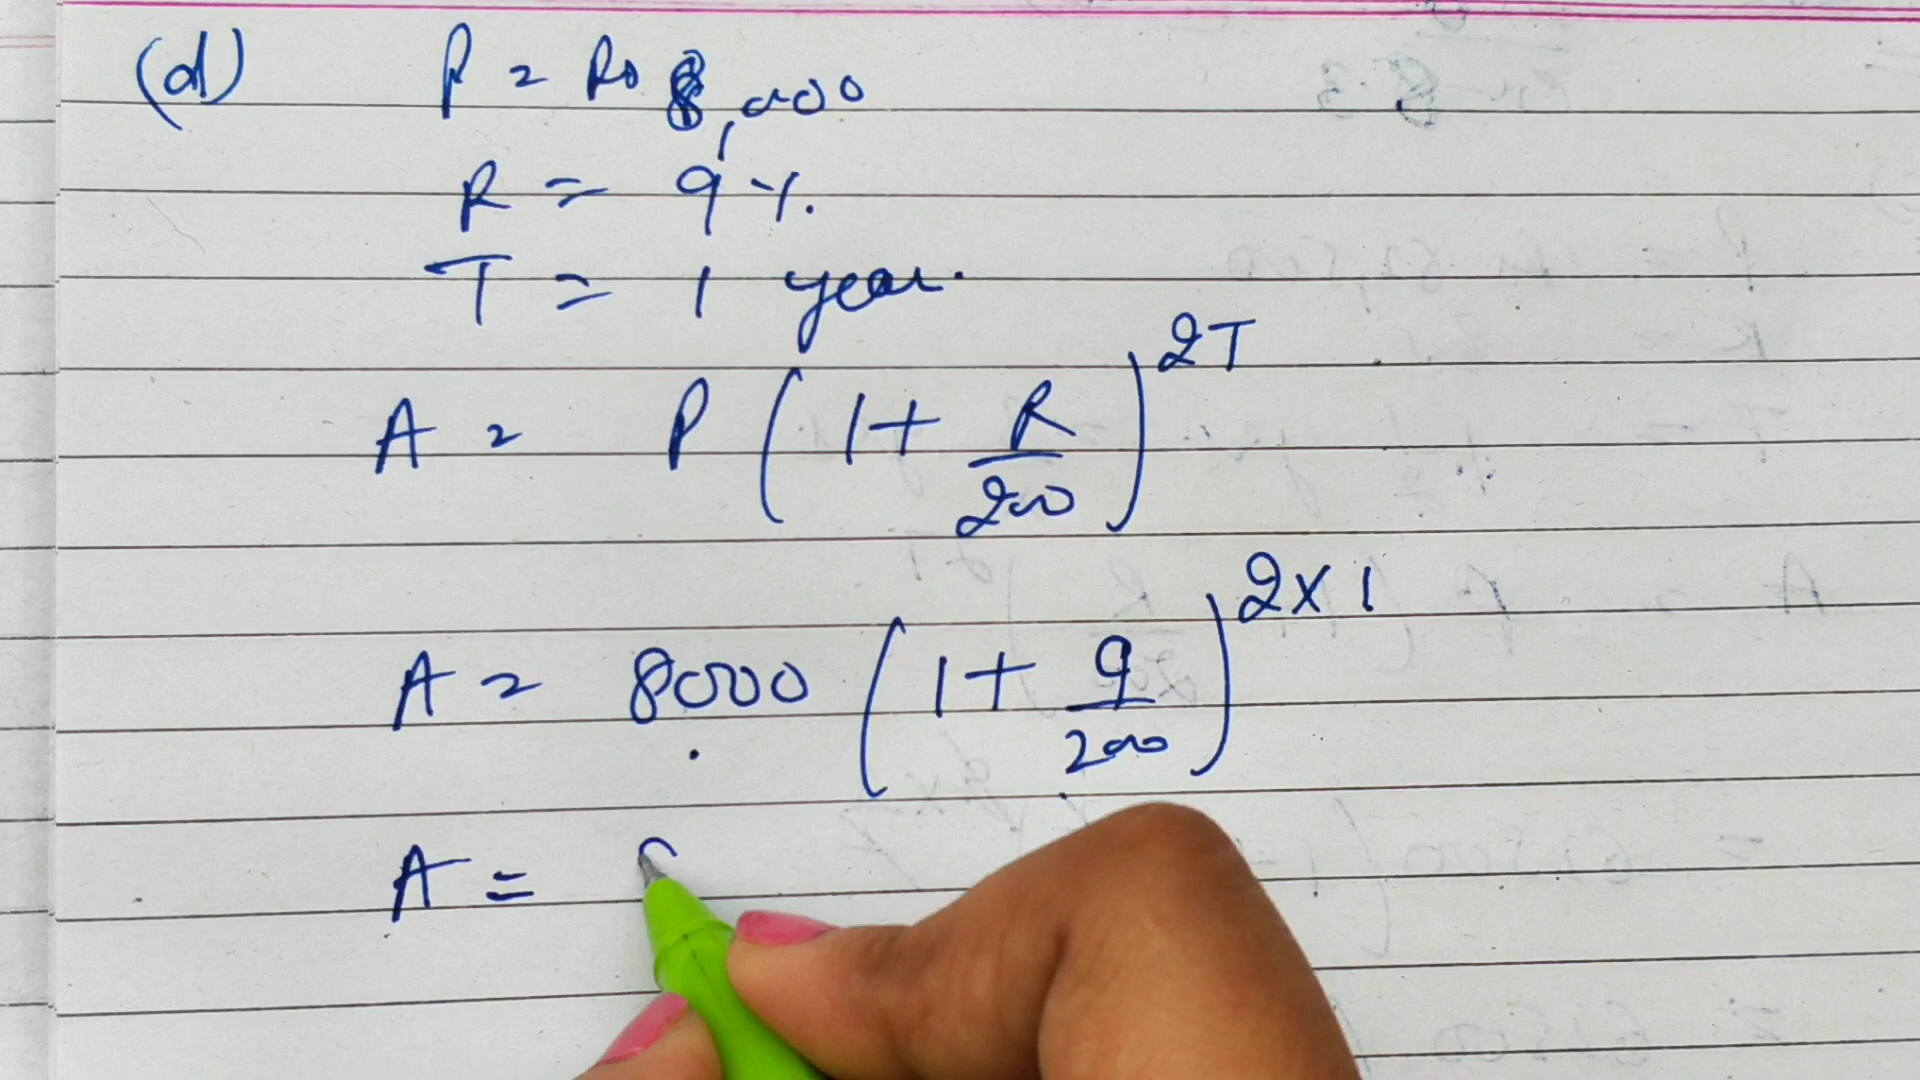 (d) P = Rs 8,000
R = 9 %.
T = 1 year.
A = P ( 1 + R/200 )^2T
A = 8000 ( 1 + 9/200 )^2×1
A =